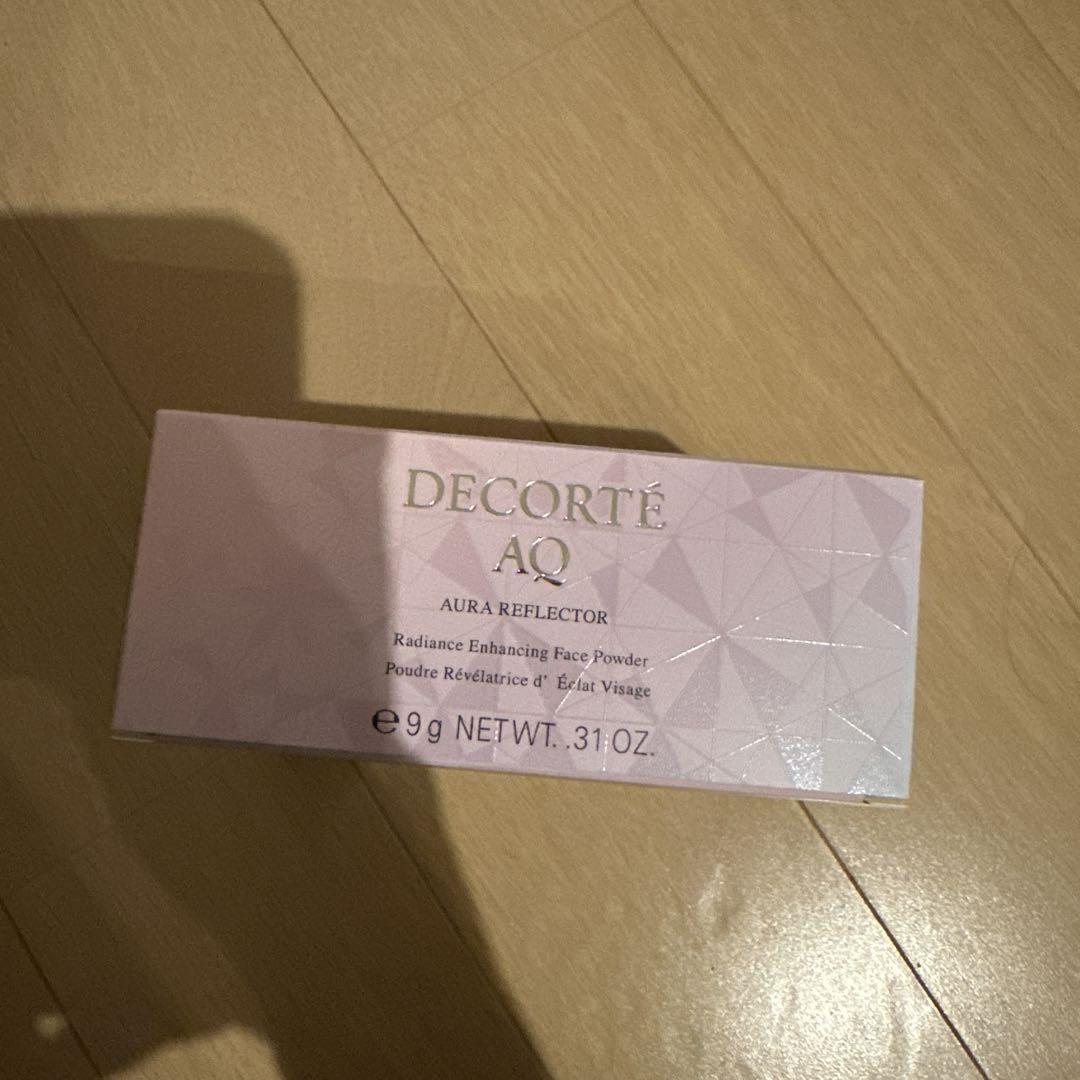 DECORTÉ
AQ
AURA REFLECTOR
Radiance Enhancing Face Powder
Poudre Révélatrice d' Éclat Visage
℮9g NETWT. .31 OZ.